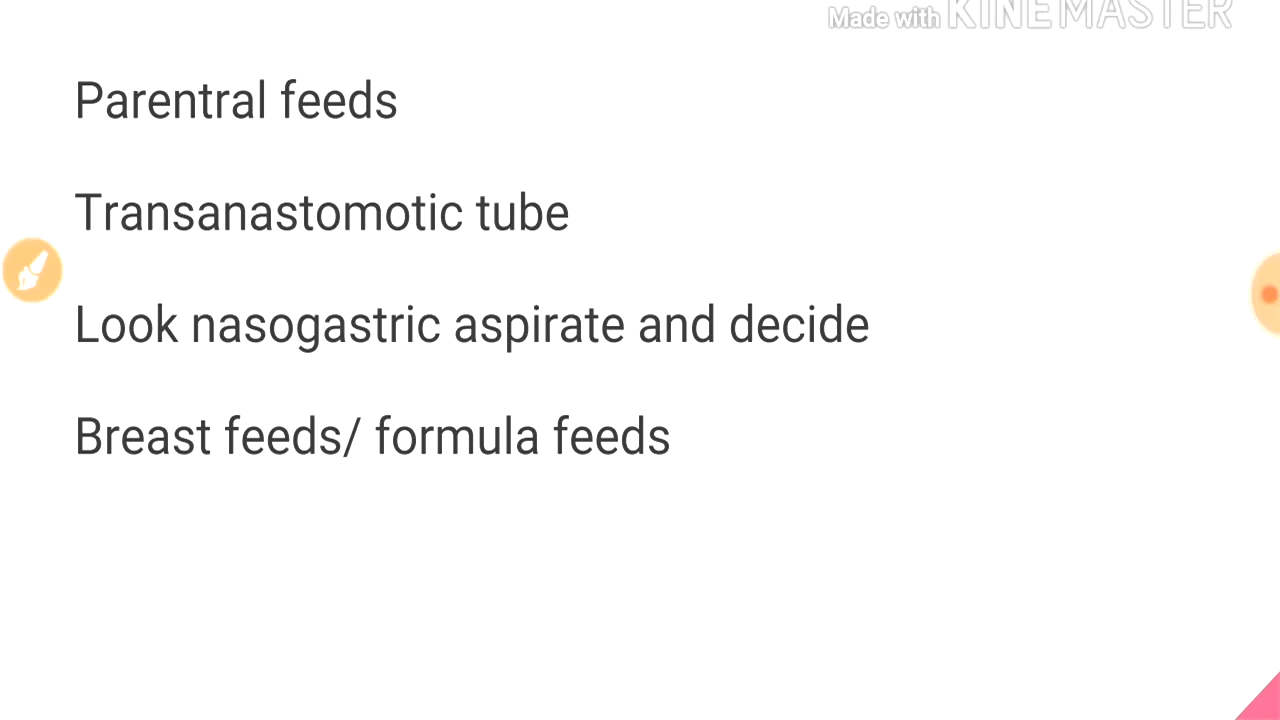 Made with KINEMASTER
Parentral feeds
Transanastomotic tube
Look nasogastric aspirate and decide
Breast feeds/ formula feeds